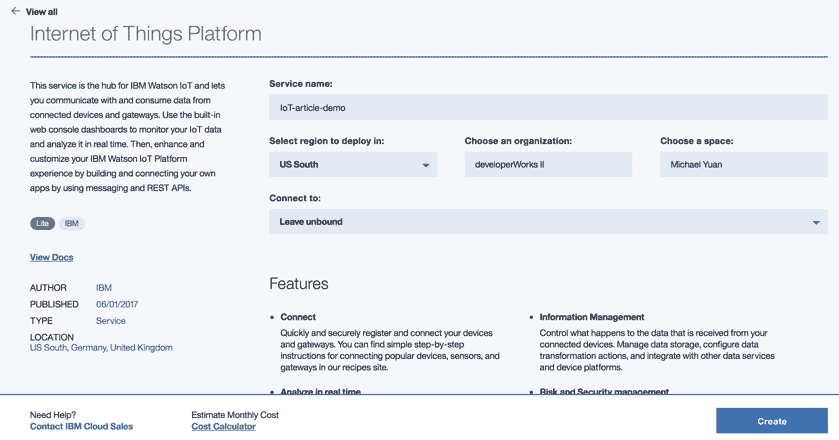 View all
Internet of Things Platform
This service is the hub for IBM Watson IoT and lets
you communicate with and consume data from
connected devices and gateways. Use the built-in
web console dashboards to monitor your IoT data
and analyze it in real time. Then, enhance and
customize your IBM Watson IoT Platform
experience by building and connecting your own
apps by using messaging and REST APIs.
Lite IBM
View Docs
AUTHOR IBM
PUBLISHED 06/01/2017
TYPE Service
LOCATION
US South, Germany, United Kingdom
Service name:
IoT-article-demo
Select region to deploy in: Choose an organization: Choose a space:
US South developerWorks II Michael Yuan
Connect to:
Leave unbound
Features
Connect
Quickly and securely register and connect your devices
and gateways. You can find simple step-by-step
instructions for connecting popular devices, sensors, and
gateways in our recipes site.
Analyze in real time
Information Management
Control what happens to the data that is received from your
connected devices. Manage data storage, configure data
transformation actions, and integrate with other data services
and device platforms.
Risk and Security management
Need Help?
Contact IBM Cloud Sales
Estimate Monthly Cost
Cost Calculator
Create